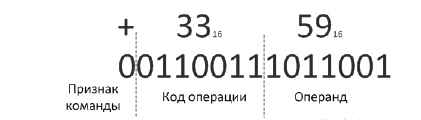 + 33₁₆ 59₁₆
0011001111011001
Признак команды
Код операции
Операнд